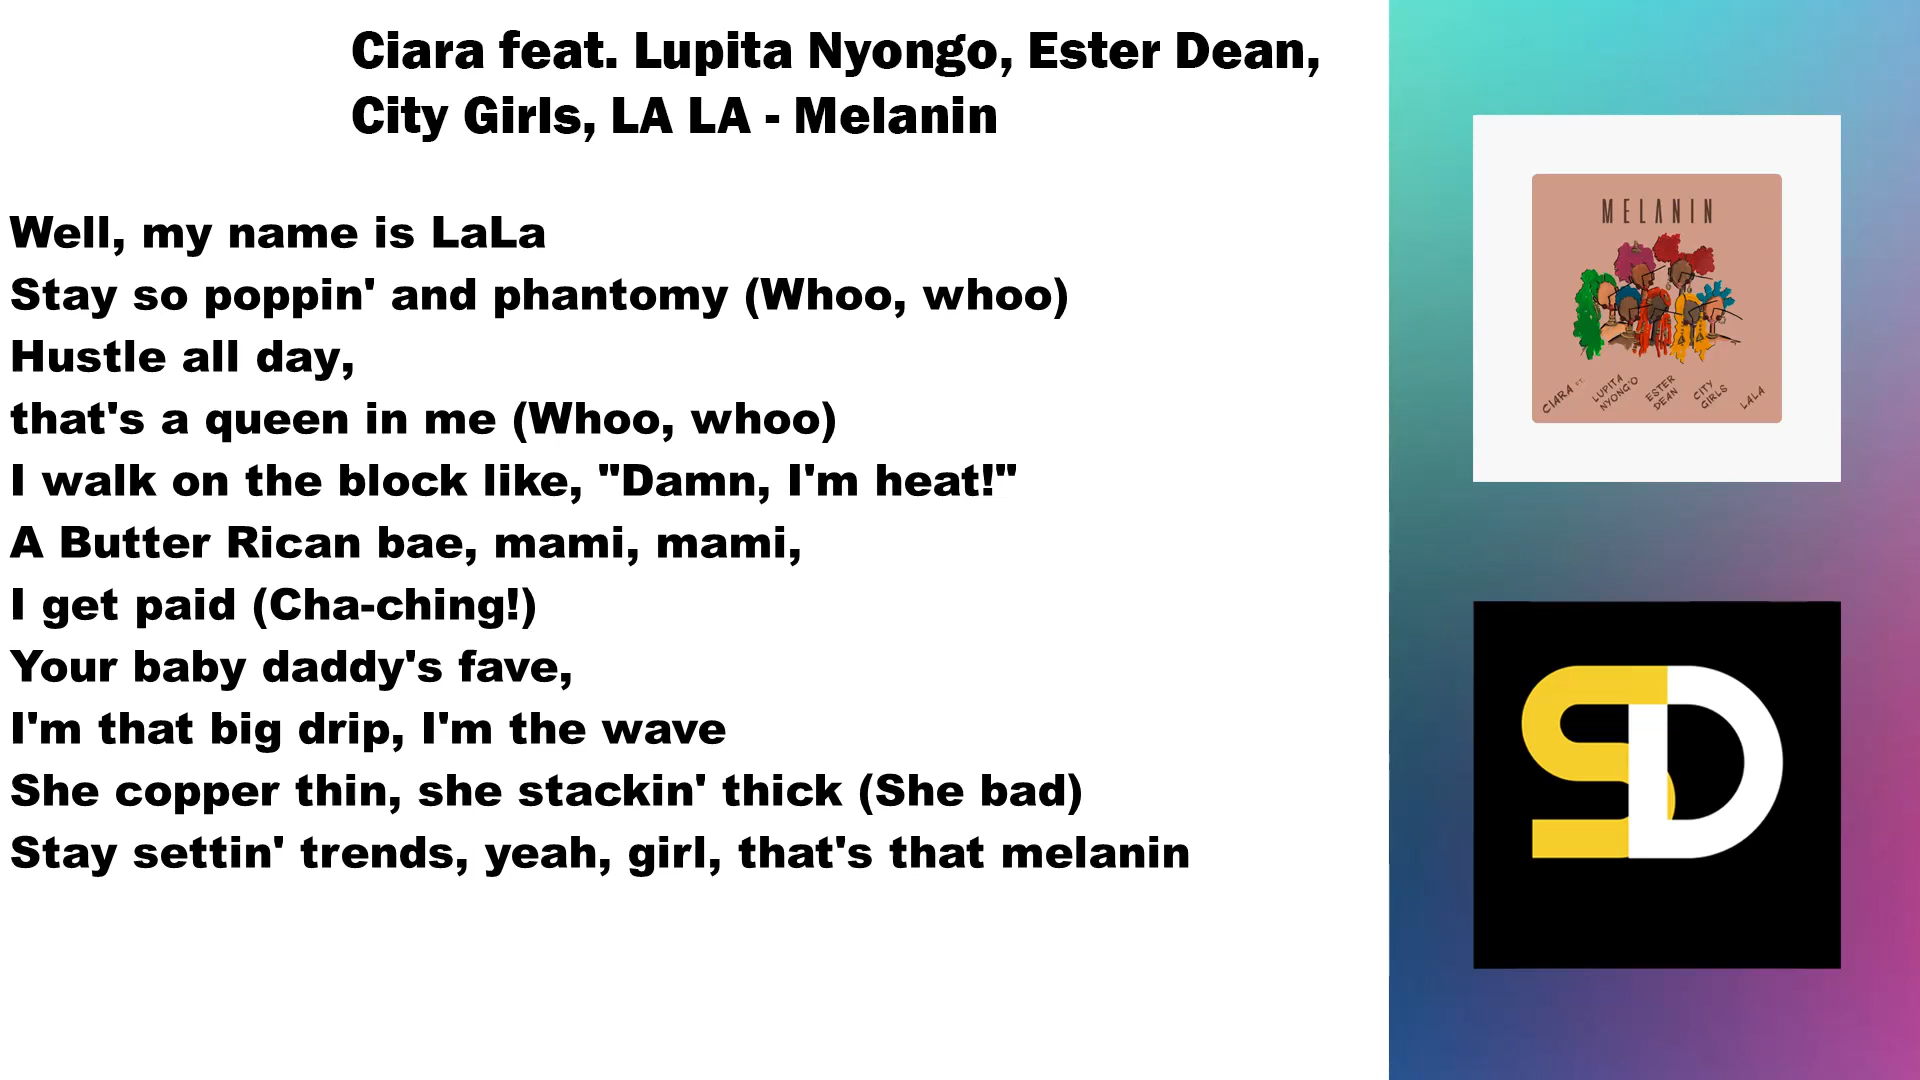 Ciara feat. Lupita Nyongo, Ester Dean,
City Girls, LA LA - Melanin
Well, my name is LaLa
Stay so poppin' and phantomy (Whoo, whoo)
Hustle all day,
that's a queen in me (Whoo, whoo)
I walk on the block like, "Damn, I'm heat!"
A Butter Rican bae, mami, mami,
I get paid (Cha-ching!)
Your baby daddy's fave,
I'm that big drip, I'm the wave
She copper thin, she stackin' thick (She bad)
Stay settin' trends, yeah, girl, that's that melanin
MELANIN
CIARA FT.
LUPITA
NYONG'O
ESTER
DEAN
CITY
GIRLS
LALA
SD